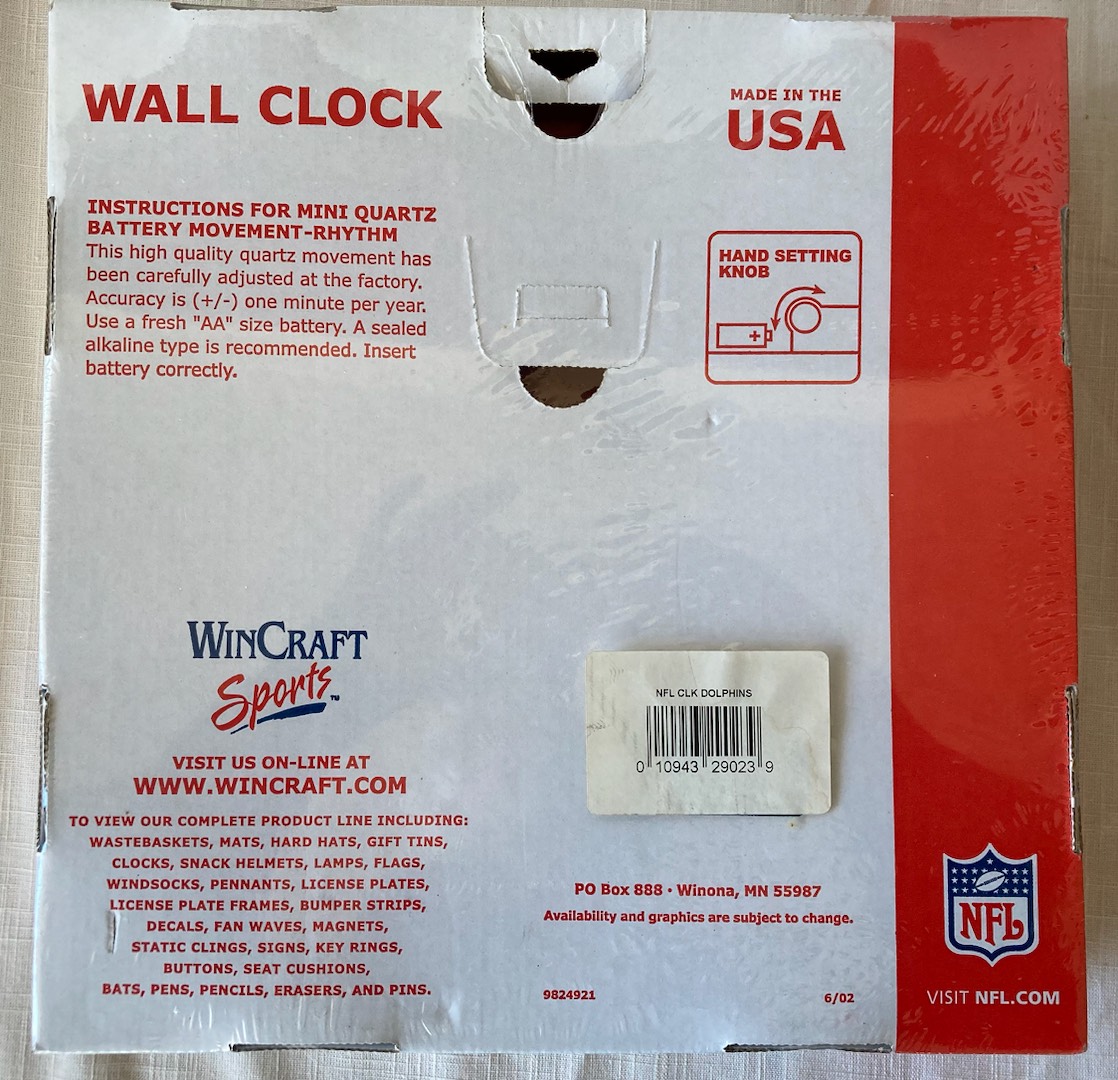 WALL CLOCK
MADE IN THE
USA
INSTRUCTIONS FOR MINI QUARTZ
BATTERY MOVEMENT-RHYTHM
This high quality quartz movement has
been carefully adjusted at the factory.
Accuracy is (+/-) one minute per year.
Use a fresh "AA" size battery. A sealed
alkaline type is recommended. Insert
battery correctly.
HAND SETTING
KNOB
+
WINCRAFT
Sports™
VISIT US ON-LINE AT
WWW.WINCRAFT.COM
TO VIEW OUR COMPLETE PRODUCT LINE INCLUDING:
WASTEBASKETS, MATS, HARD HATS, GIFT TINS,
CLOCKS, SNACK HELMETS, LAMPS, FLAGS,
WINDSOCKS, PENNANTS, LICENSE PLATES,
LICENSE PLATE FRAMES, BUMPER STRIPS,
DECALS, FAN WAVES, MAGNETS,
STATIC CLINGS, SIGNS, KEY RINGS,
BUTTONS, SEAT CUSHIONS,
BATS, PENS, PENCILS, ERASERS, AND PINS.
NFL CLK DOLPHINS
0 10943 29023 9
PO Box 888 • Winona, MN 55987
Availability and graphics are subject to change.
9824921
6/02
NFL
VISIT NFL.COM